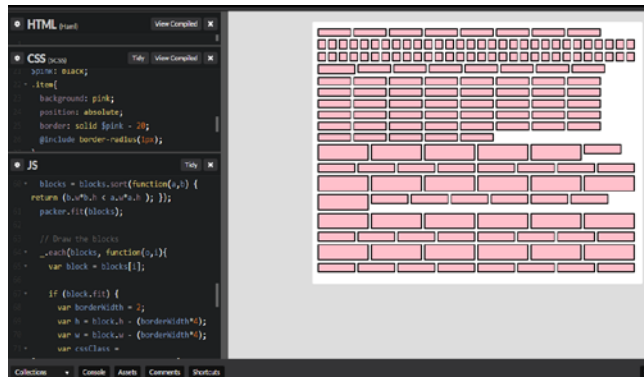 HTML (Haml) View Compiled
CSS (SCSS) Tidy View Compiled
$pink: black;
.item{
background: pink;
position: absolute;
border: solid $pink - 20;
@include border-radius(1px);
JS Tidy
blocks = blocks.sort(function(a,b) {
return (b.w*b.h < a.w*a.h ); });
packer.fit(blocks);
// Draw the blocks
_.each(blocks, function(o,i){
var block = blocks[i];
if (block.fit) {
var borderWidth = 2;
var h = block.h - (borderWidth*4);
var w = block.w - (borderWidth*4);
var cssClass =
Collections Console Assets Comments Shortcuts